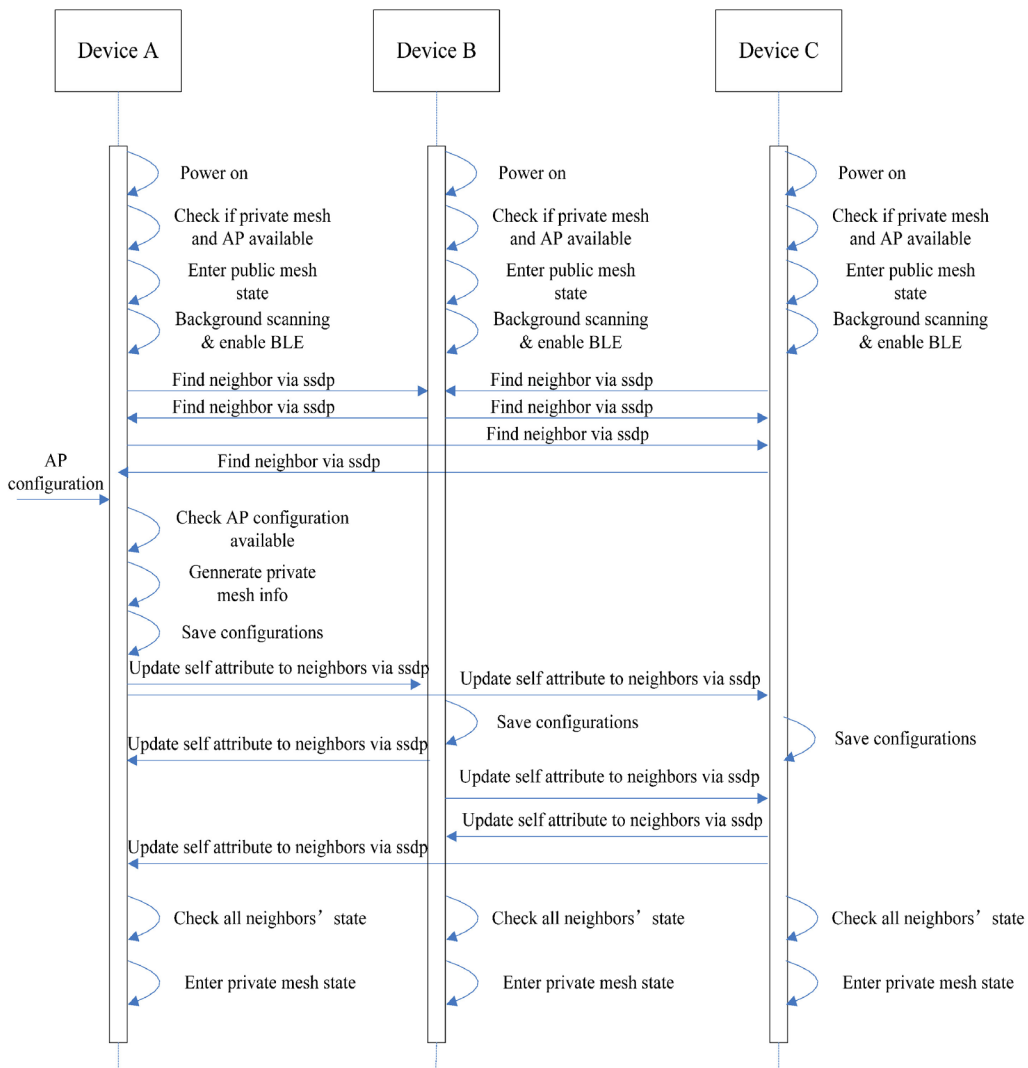 Device A
Device B
Device C
Power on
Power on
Power on
Check if private mesh
and AP available
Check if private mesh
and AP available
Check if private mesh
and AP available
Enter public mesh
state
Enter public mesh
state
Enter public mesh
state
Background scanning
& enable BLE
Background scanning
& enable BLE
Background scanning
& enable BLE
Find neighbor via ssdp
Find neighbor via ssdp
Find neighbor via ssdp
Find neighbor via ssdp
Find neighbor via ssdp
Find neighbor via ssdp
AP
configuration
Check AP configuration
available
Gennerate private
mesh info
Save configurations
Update self attribute to neighbors via ssdp
Update self attribute to neighbors via ssdp
Save configurations
Save configurations
Update self attribute to neighbors via ssdp
Update self attribute to neighbors via ssdp
Update self attribute to neighbors via ssdp
Update self attribute to neighbors via ssdp
Check all neighbors’ state
Check all neighbors’ state
Check all neighbors’ state
Enter private mesh state
Enter private mesh state
Enter private mesh state